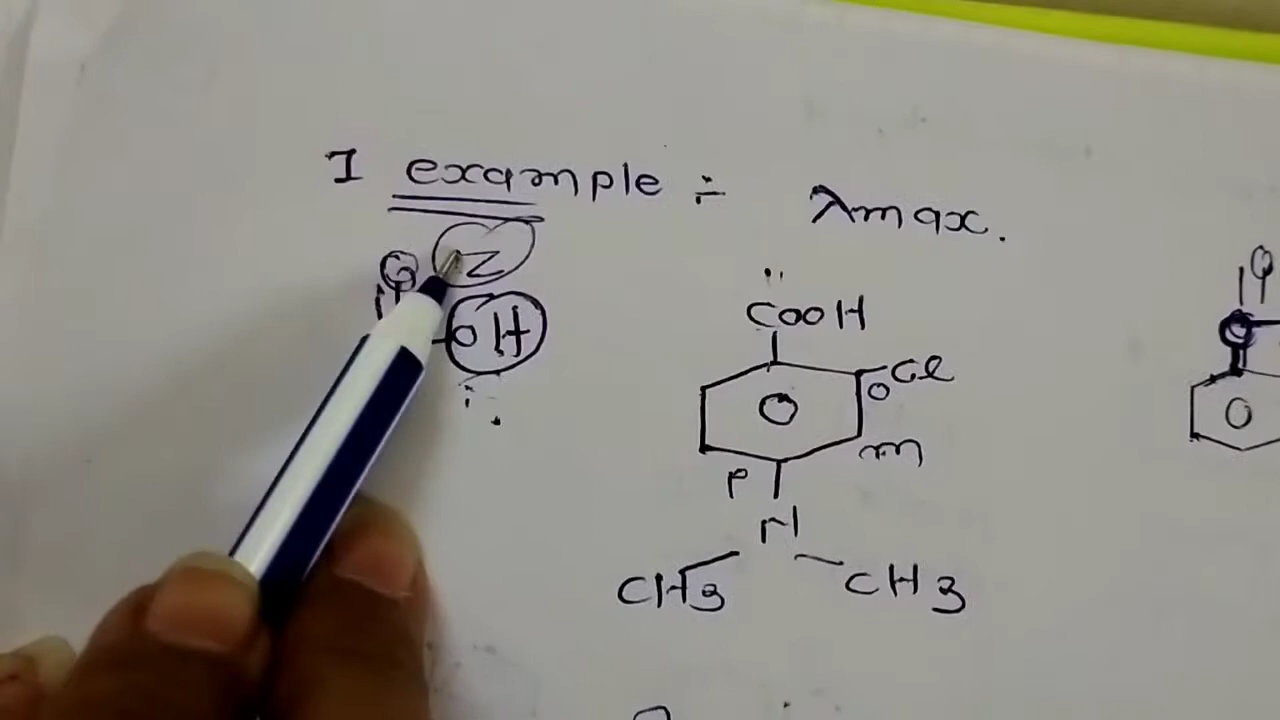 I example ÷ λmax.
O Z
OH
COOH
Cl
O
m
P
N
CH3 CH3
O
C
O